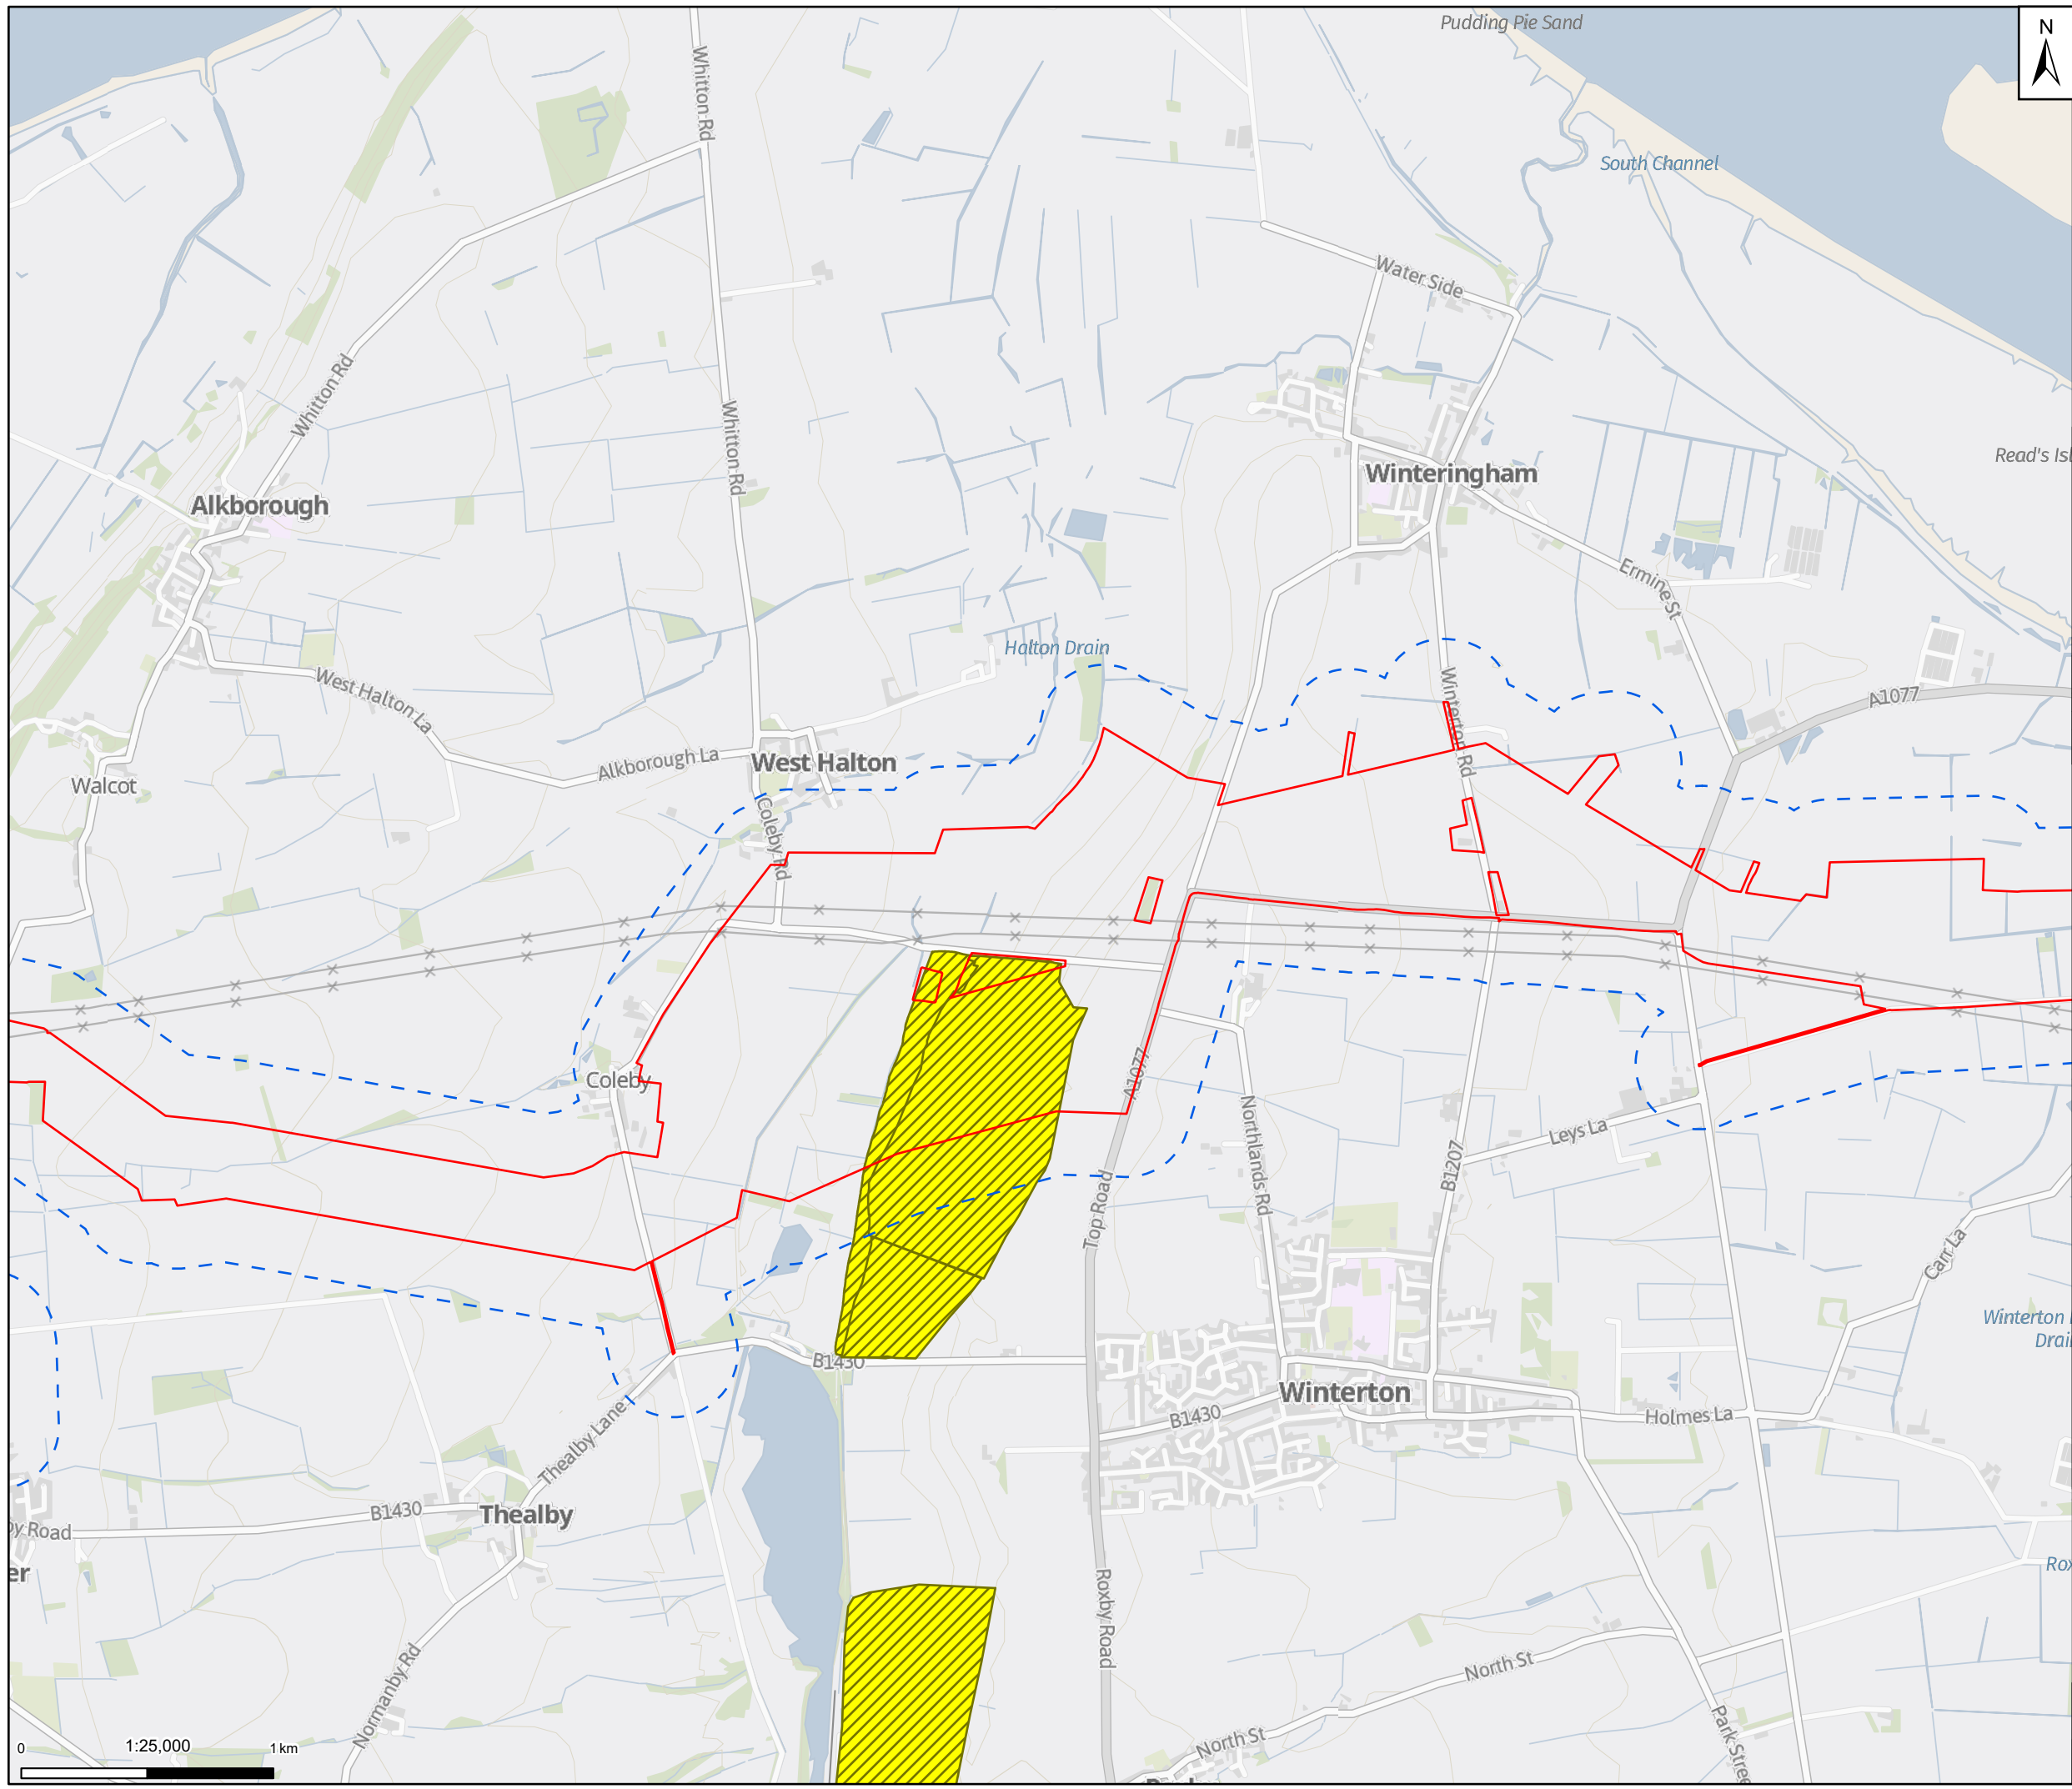 Pudding Pie Sand
N
Whitton Rd
South Channel
Water Side
Whitton Rd
Whitton Rd
Read's Isl
Winteringham
Alkborough
Ermine St
Halton Drain
West Halton La
Winterton Rd
A1077
Alkborough La
West Halton
Walcot
Coleby Rd
Coleby
A1077
Northlands Rd
Leys La
B1207
Top Road
Carr La
Winterton
Drai
B1430
Winterton
B1430
Holmes La
Thealby Lane
B1430
Thealby
by Road
er
Rox
Roxby Road
North St
Normanby Rd
Park Stree
North St
0
1:25,000
1 km